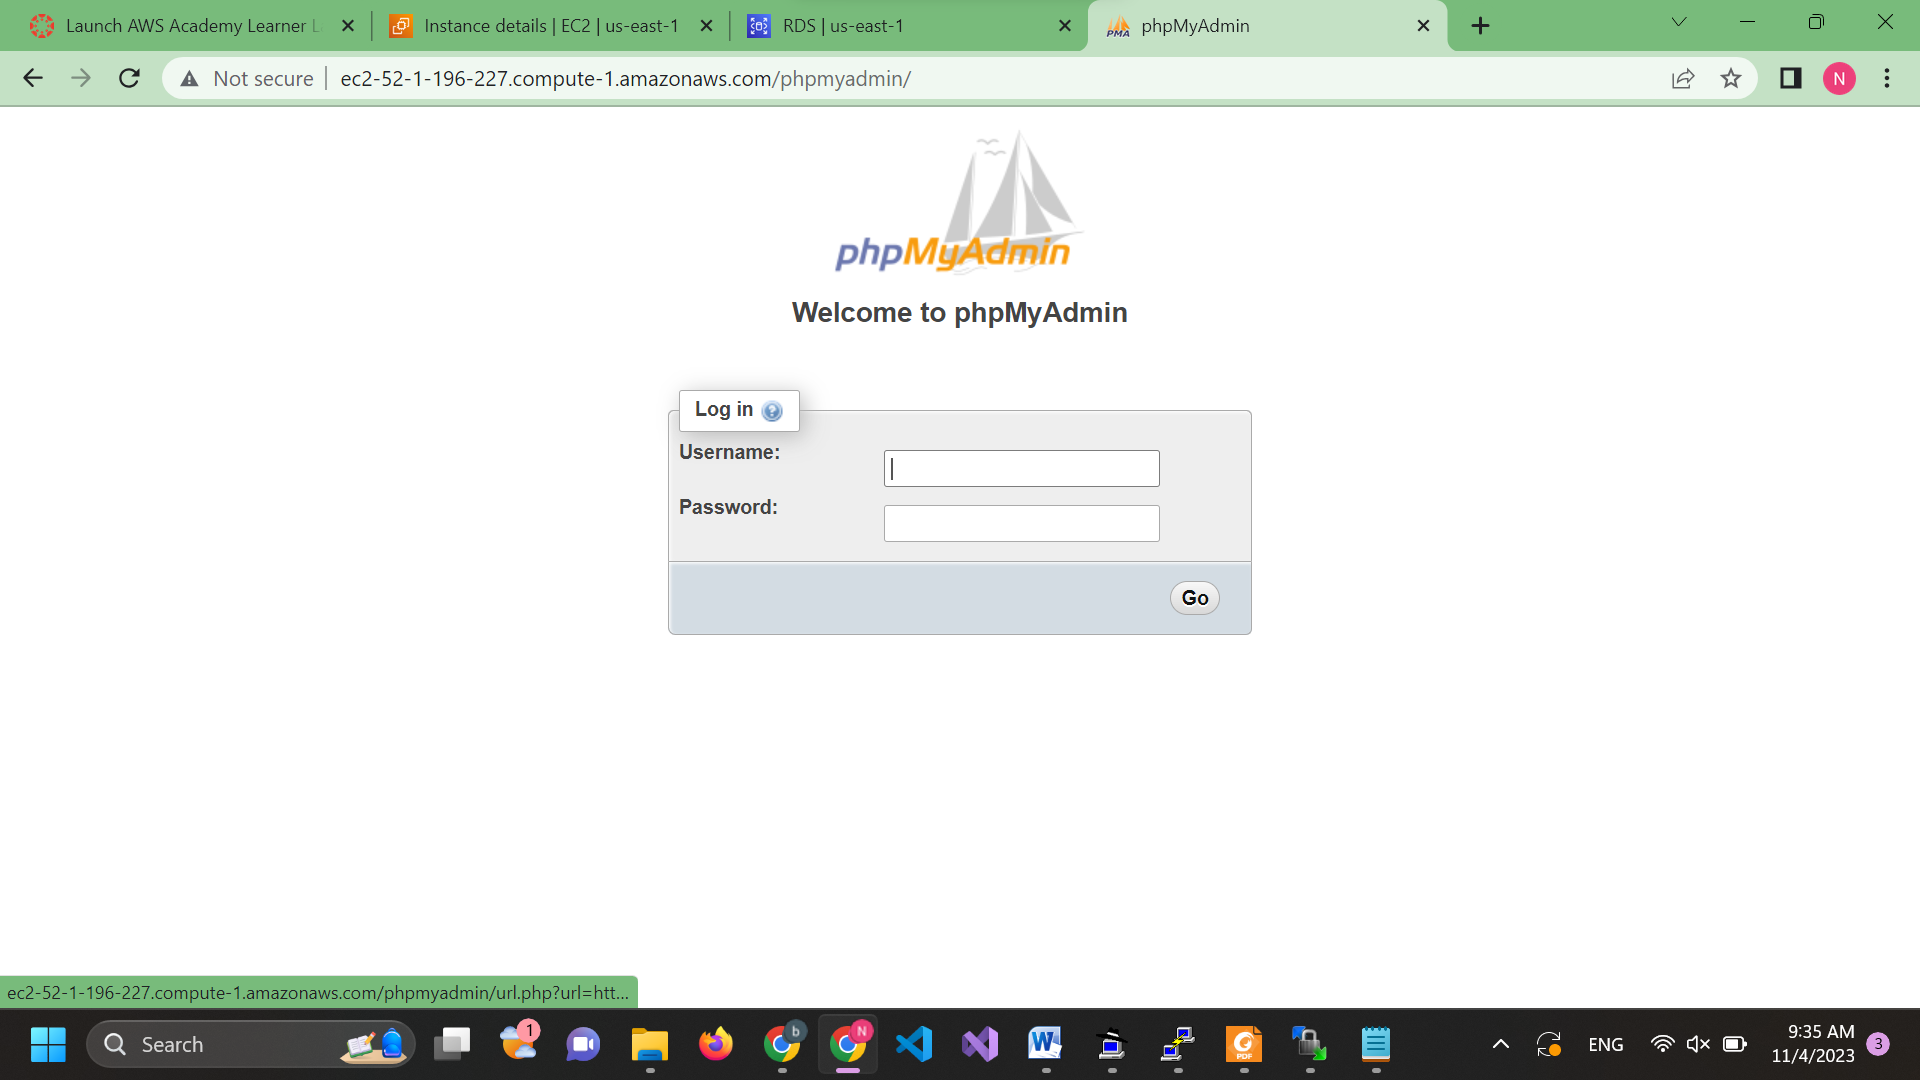 Launch AWS Academy Learner L
Instance details | EC2 | us-east-1
RDS | us-east-1
PMA
phpMyAdmin
Not secure
ec2-52-1-196-227.compute-1.amazonaws.com/phpmyadmin/
N
phpMyAdmin
Welcome to phpMyAdmin
Log in
Username:
Password:
Go
ec2-52-1-196-227.compute-1.amazonaws.com/phpmyadmin/url.php?url=htt...
Search
1
b
N
W
PDF
ENG
9:35 AM
11/4/2023
3